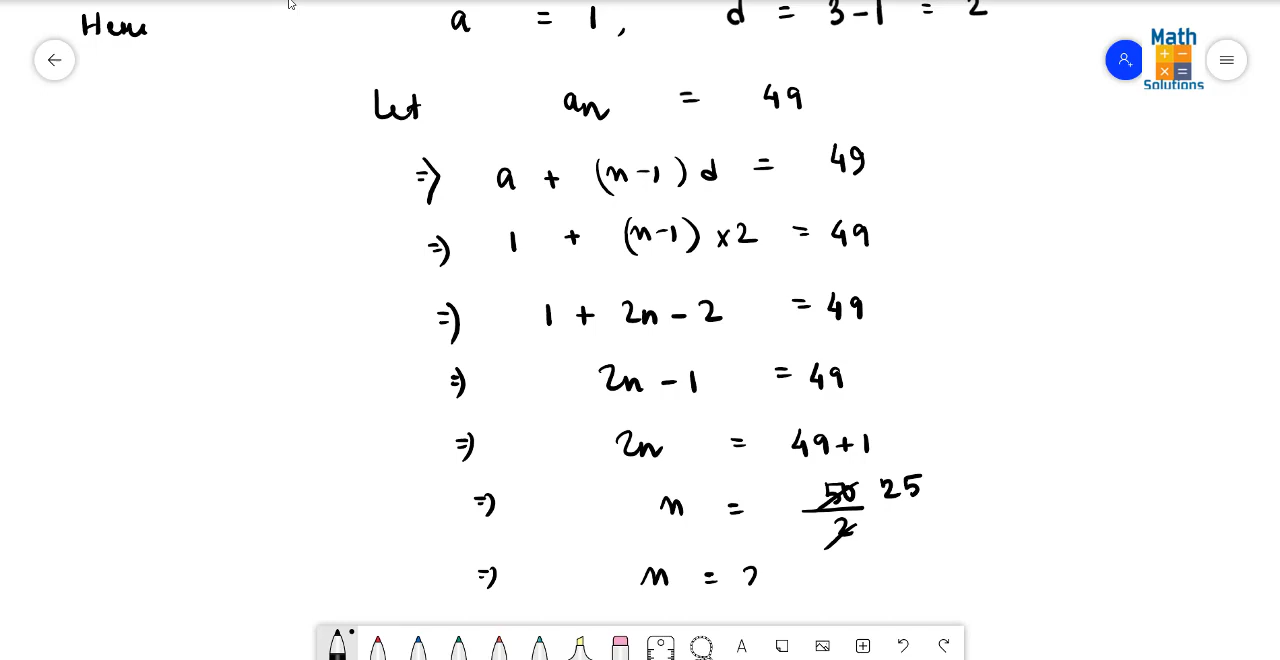 Here a = 1, d = 3-1 = 2
Math
+ -
× =
Solutions
Let an = 49
⇒ a + (n-1) d = 49
⇒ 1 + (n-1) × 2 = 49
⇒ 1 + 2n - 2 = 49
⇒ 2n - 1 = 49
⇒ 2n = 49 + 1
⇒ n = 50/2 25
⇒ n = 2
A